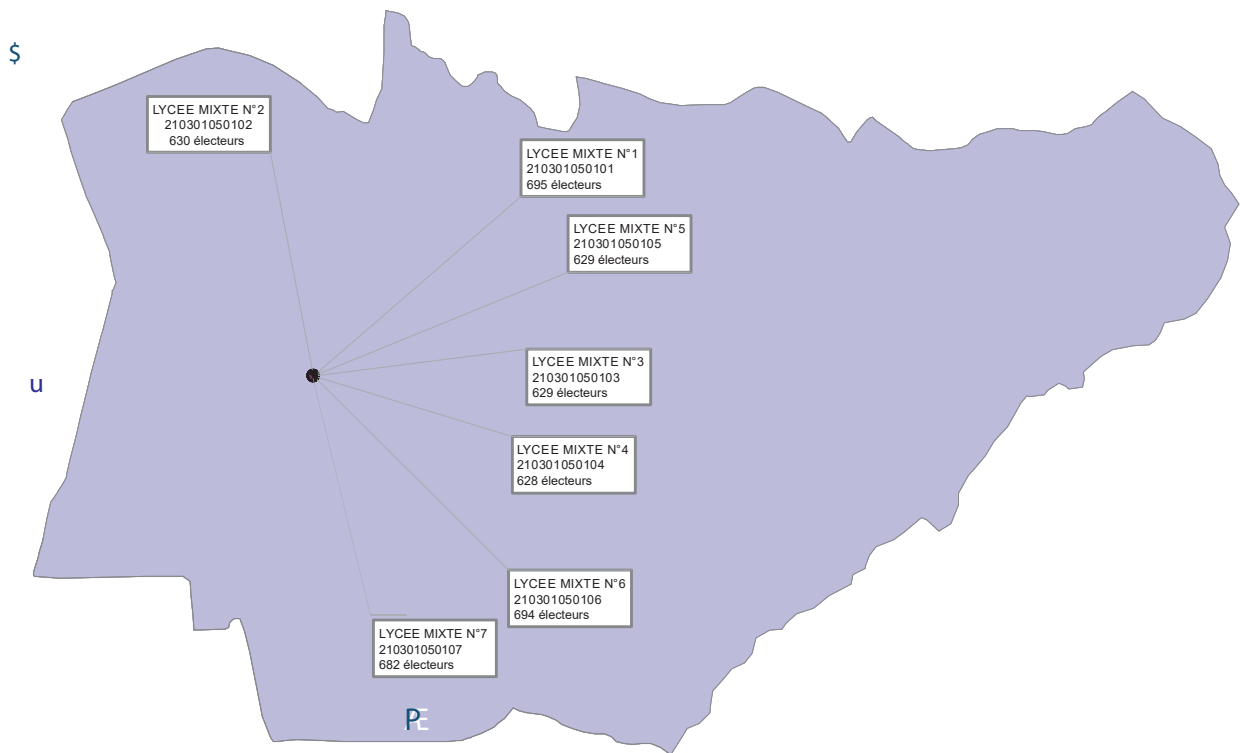 $
LYCEE MIXTE N°2
210301050102
630 électeurs
LYCEE MIXTE N°1
210301050101
695 électeurs
LYCEE MIXTE N°5
210301050105
629 électeurs
LYCEE MIXTE N°3
210301050103
629 électeurs
u
LYCEE MIXTE N°4
210301050104
628 électeurs
LYCEE MIXTE N°6
210301050106
694 électeurs
LYCEE MIXTE N°7
210301050107
682 électeurs